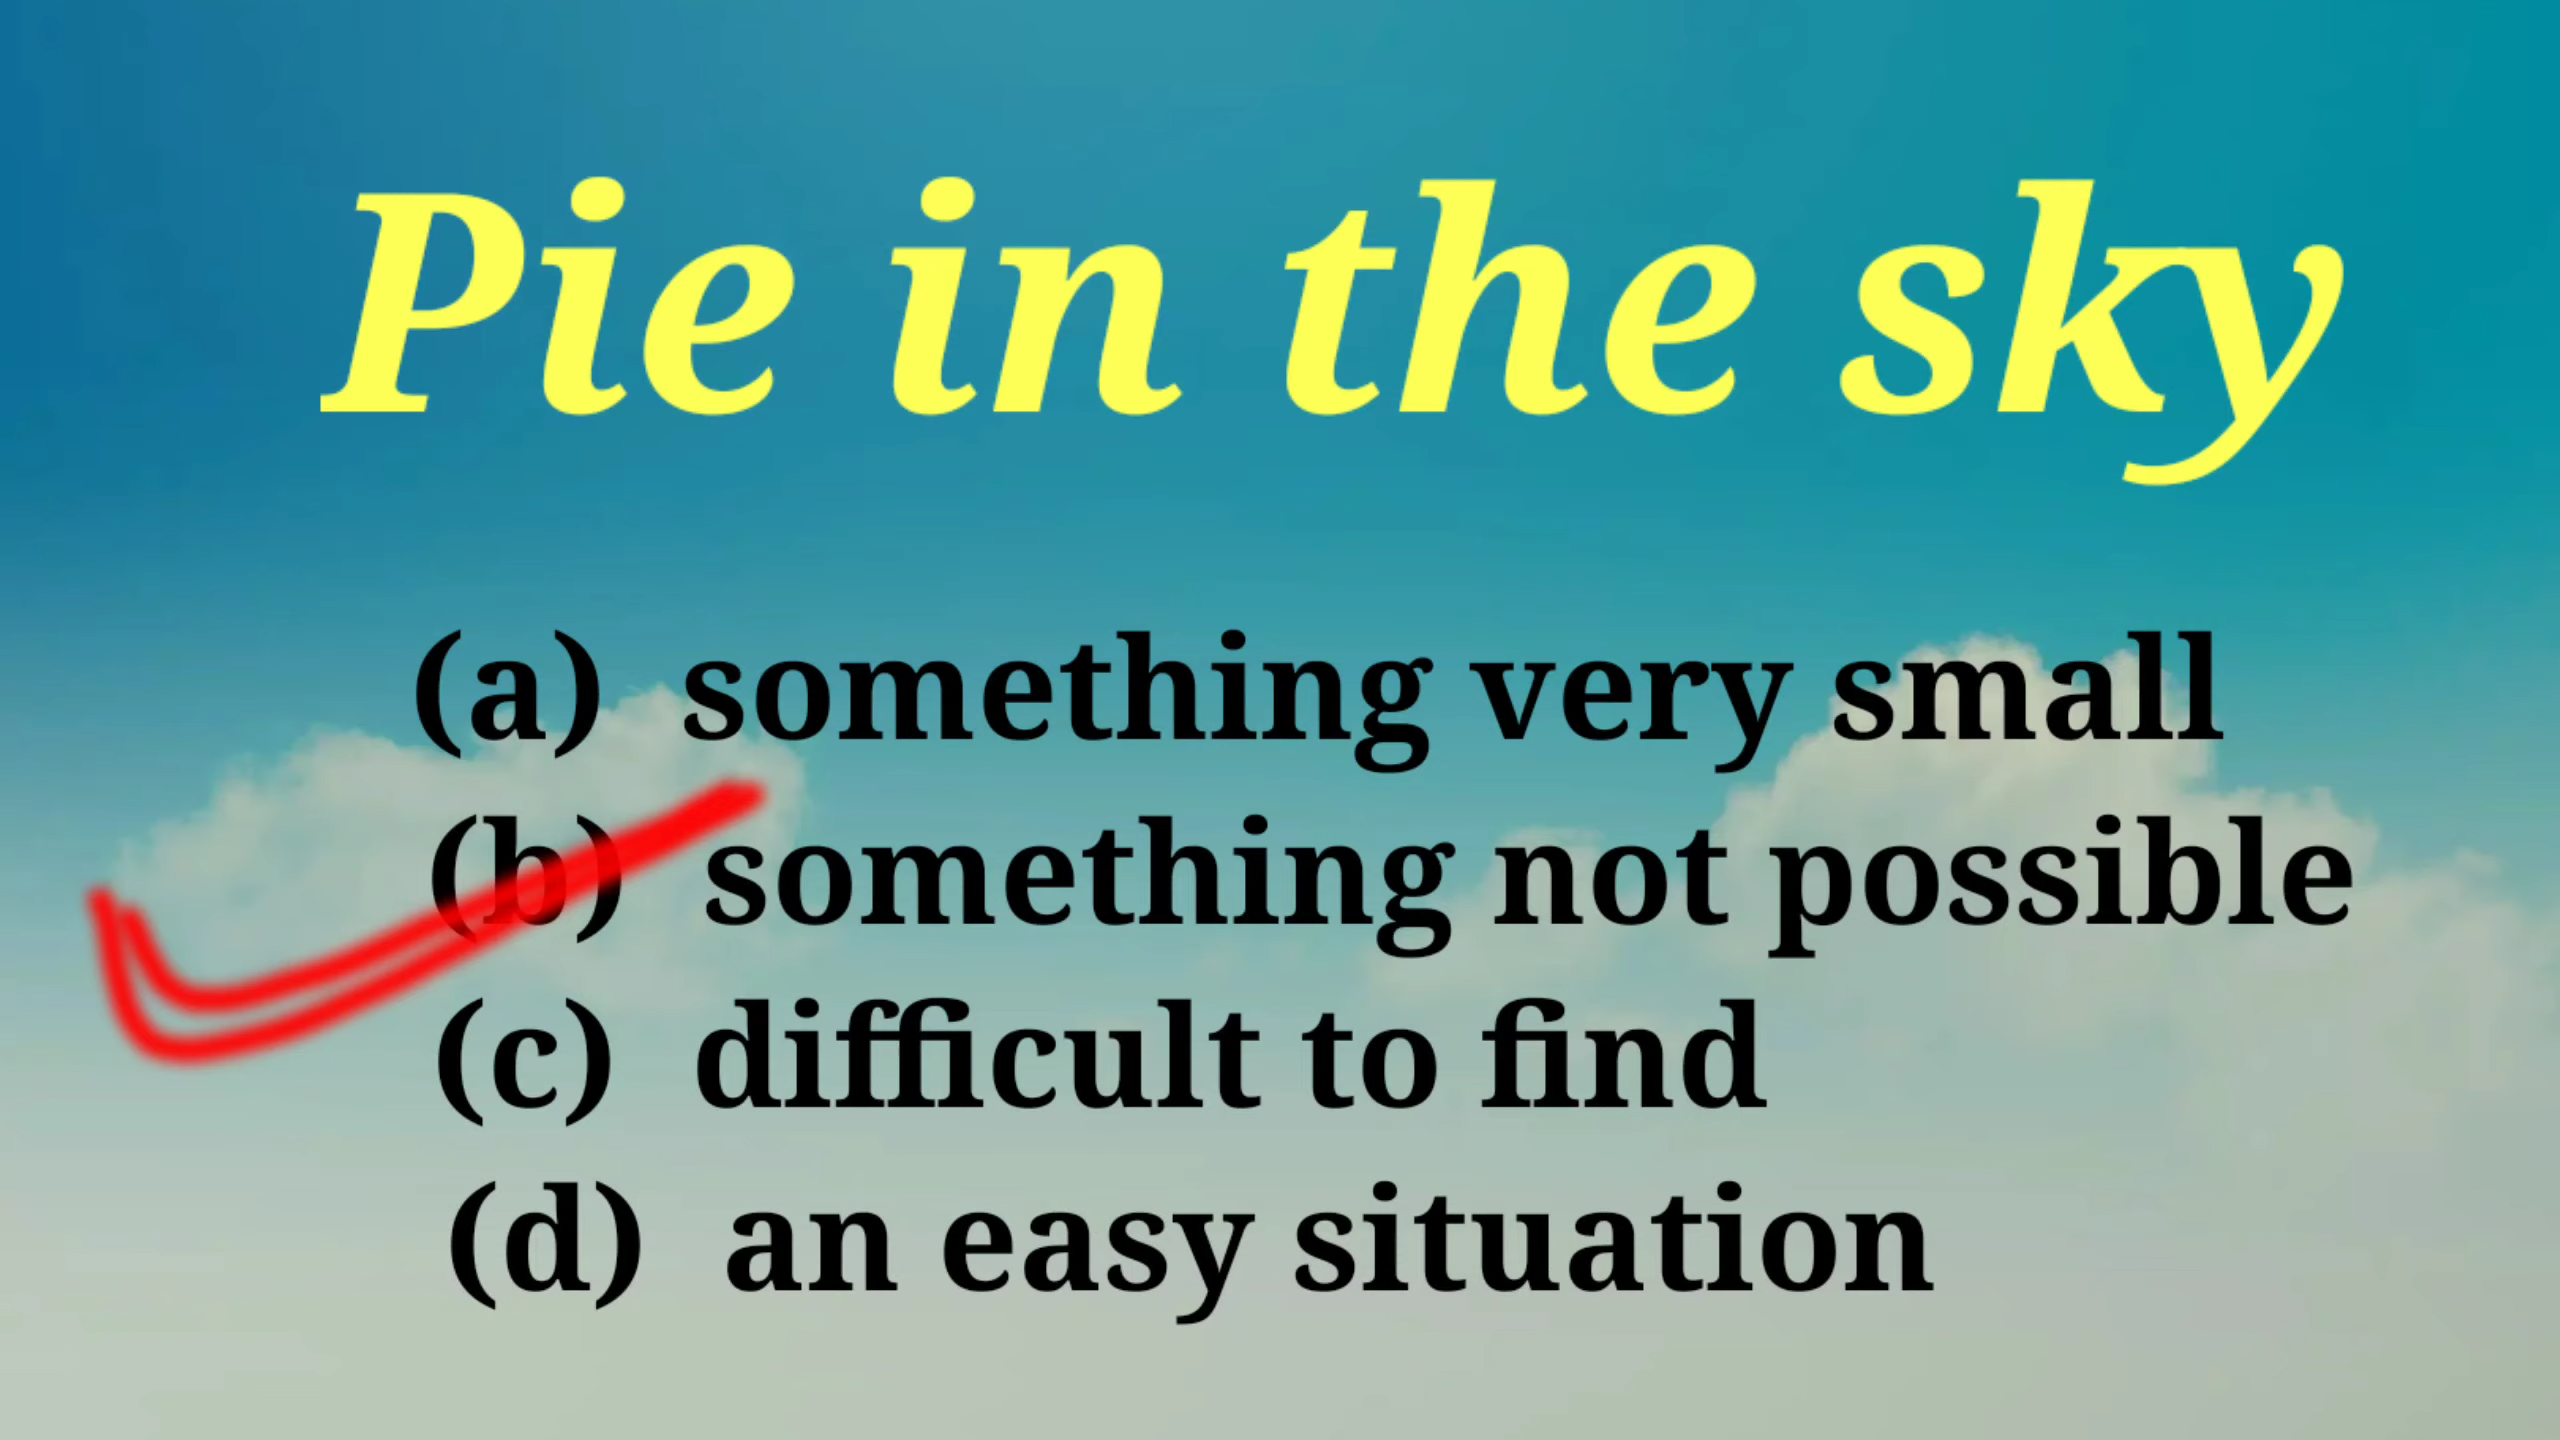 Pie in the sky
(a) something very small
(b) something not possible
(c) difficult to find
(d) an easy situation